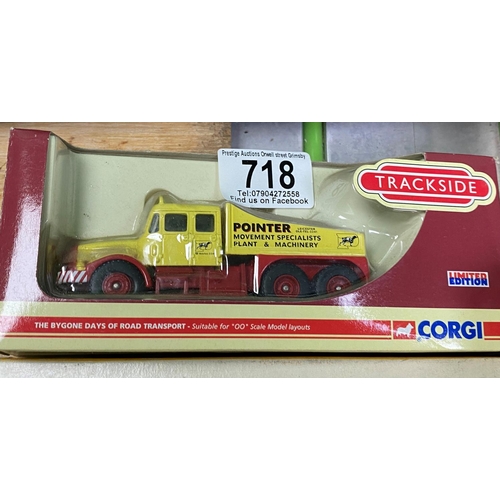 Prestige Auctions Orwell street Grimsby
718
Tel:07904272558
Find us on Facebook
TRACKSIDE
POINTER
MOVEMENT SPECIALISTS
PLANT & MACHINERY
LIMITED
EDITION
THE BYGONE DAYS OF ROAD TRANSPORT - Suitable for "OO" Scale Model layouts
CORGI